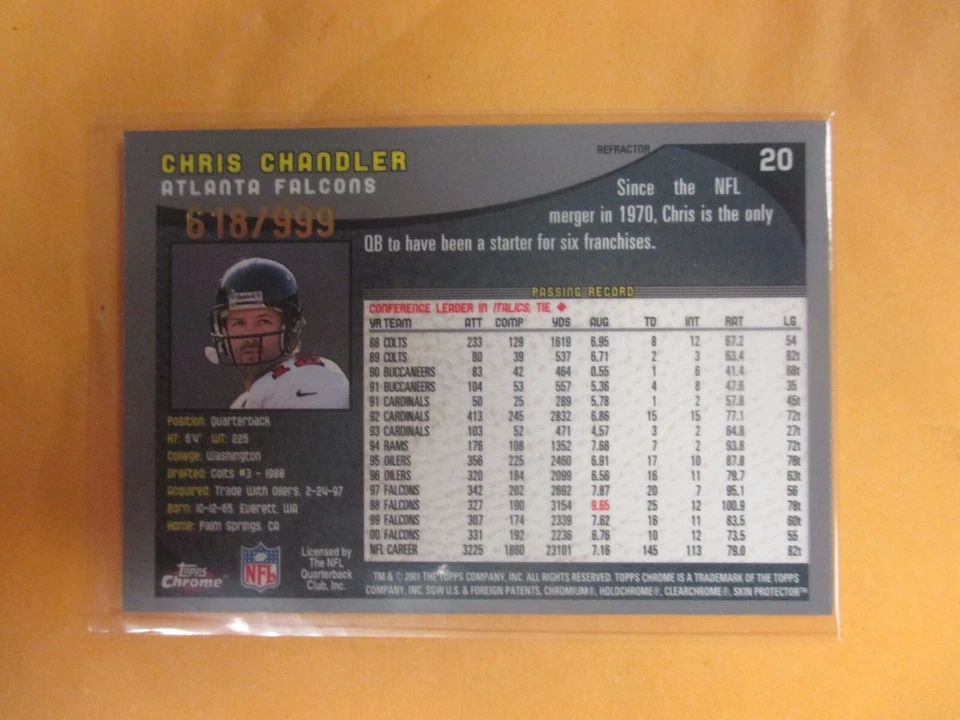 CHRIS CHANDLER
ATLANTA FALCONS
REFRACTOR
20
618/999
Since the NFL
merger in 1970, Chris is the only
QB to have been a starter for six franchises.
PASSING RECORD
CONFERENCE LEADER IN ITALICS, TIE ✦
YR TEAM ATT COMP YDS AUG TD INT RAT LG
88 COLTS 233 129 1619 6.95 8 12 67.2 54
89 COLTS 80 39 537 6.71 2 3 63.4 82t
90 BUCCANEERS 83 42 464 0.55 1 6 41.4 68t
91 BUCCANEERS 104 53 557 5.36 4 8 47.6 35
91 CARDINALS 50 25 289 5.78 1 2 57.8 45t
92 CARDINALS 413 245 2832 6.86 15 15 77.1 72t
93 CARDINALS 103 52 471 4.57 3 2 64.8 27t
94 RAMS 176 108 1352 7.68 7 2 93.8 72t
95 OILERS 356 225 2460 6.91 17 10 87.8 76t
96 OILERS 320 184 2099 6.56 16 11 79.7 63t
97 FALCONS 342 202 2692 7.87 20 7 95.1 56
98 FALCONS 327 190 3154 9.65 25 12 100.9 78t
99 FALCONS 307 174 2339 7.62 16 11 83.5 60t
00 FALCONS 331 192 2236 6.76 10 12 73.5 55
NFL CAREER 3225 1860 23101 7.16 145 113 79.0 82t
Position: Quarterback
HT: 6'4" WT: 225
College: Washington
Drafted: Colts #3 - 1988
Acquired: Trade with Oilers, 2-24-97
Born: 10-12-65, Everett, WA
Home: Palm Springs, CA
Riddell
TOPPS
Chrome
NFL
Licensed by
The NFL
Quarterback
Club, Inc.
TM & © 2001 THE TOPPS COMPANY, INC. ALL RIGHTS RESERVED. TOPPS CHROME IS A TRADEMARK OF THE TOPPS
COMPANY, INC. SGW U.S. & FOREIGN PATENTS, CHROMIUM®, HOLOCHROME®, CLEARCHROME®, SKIN PROTECTOR™